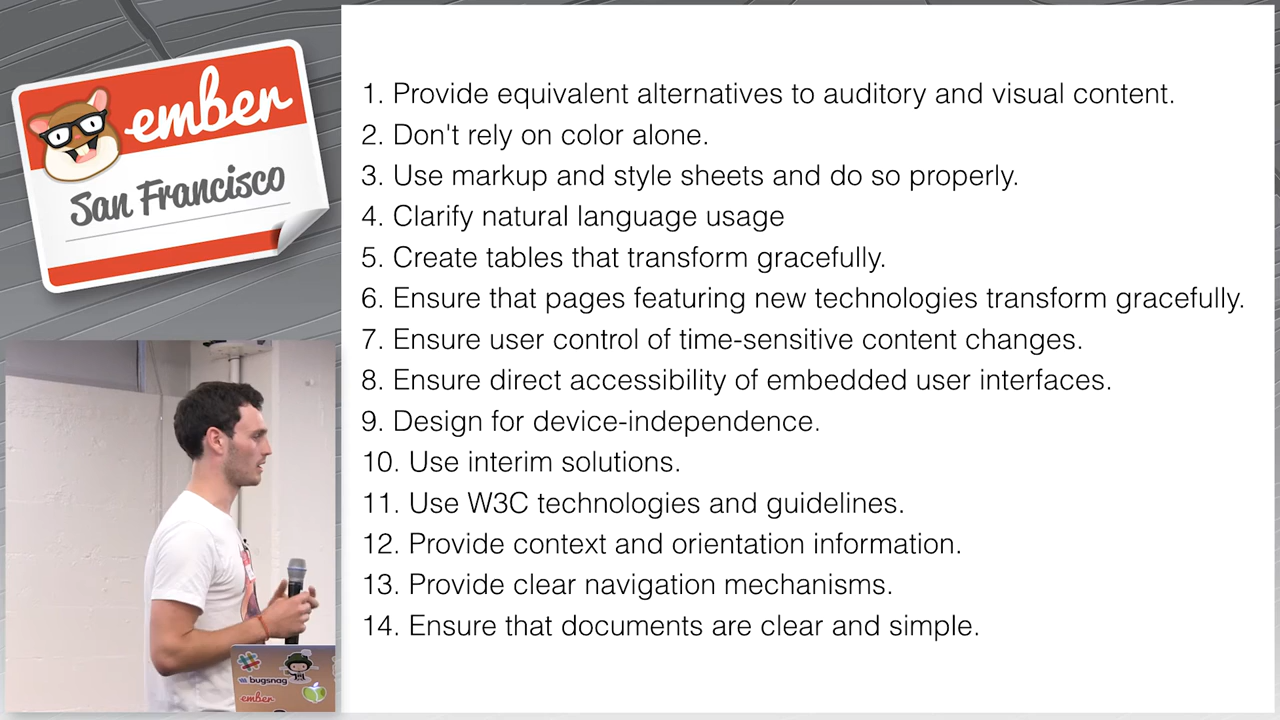 ember
San Francisco
1. Provide equivalent alternatives to auditory and visual content.
2. Don't rely on color alone.
3. Use markup and style sheets and do so properly.
4. Clarify natural language usage
5. Create tables that transform gracefully.
6. Ensure that pages featuring new technologies transform gracefully.
7. Ensure user control of time-sensitive content changes.
8. Ensure direct accessibility of embedded user interfaces.
9. Design for device-independence.
10. Use interim solutions.
11. Use W3C technologies and guidelines.
12. Provide context and orientation information.
13. Provide clear navigation mechanisms.
14. Ensure that documents are clear and simple.
bugsnag
ember